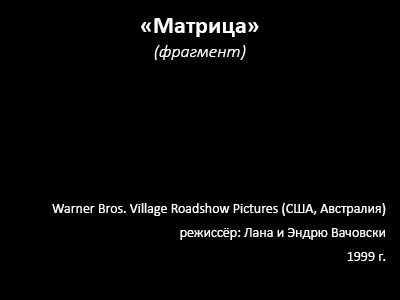 «Матрица»
(фрагмент)
Warner Bros. Village Roadshow Pictures (США, Австралия)
режиссёр: Лана и Эндрю Вачовски
1999 г.